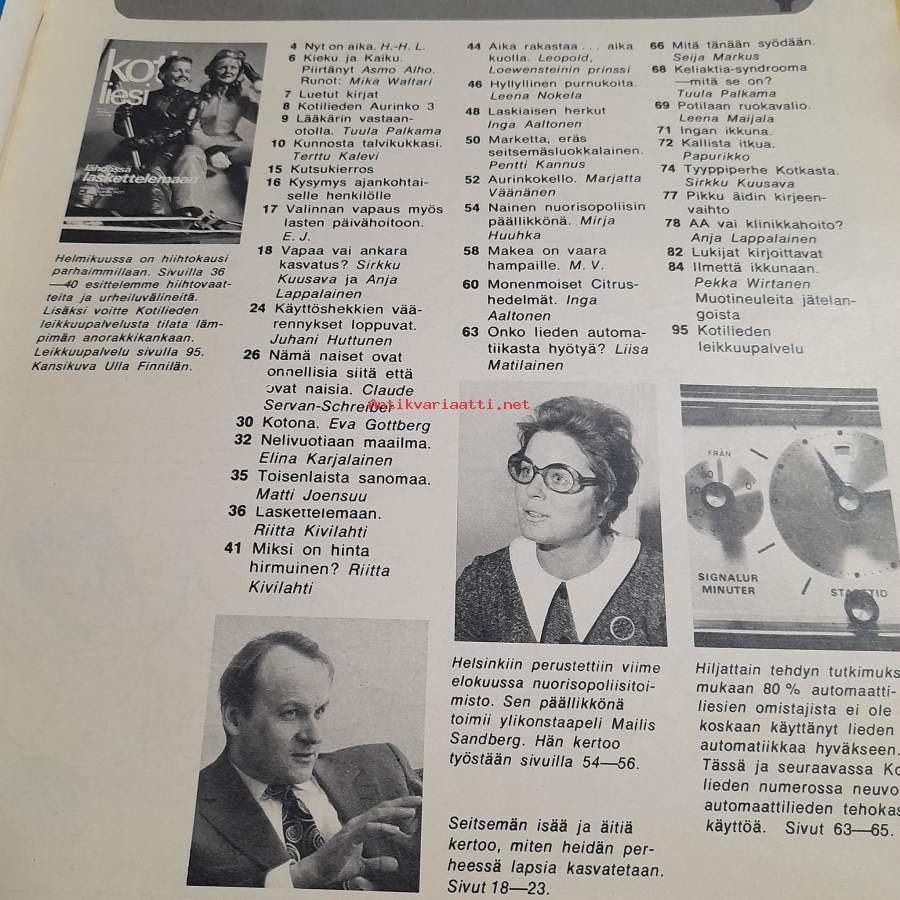 koti
liesi
lähdössä
laskettelemaan
Helmikuussa on hiihtokausi
parhaimmillaan. Sivuilla 36
—40 esittelemme hiihtovaat-
teita ja urheiluvälineitä.
Lisäksi voitte Kotilieden
leikkuupalvelusta tilata läm-
pimän anorakkikankaan.
Leikkuupalvelu sivulla 95.
Kansikuva Ulla Finnilän.
4 Nyt on aika. H.-H. L.
6 Kieku ja Kaiku.
Piirtänyt Asmo Alho.
Runot: Mika Waltari
7 Luetut kirjat
8 Kotilieden Aurinko 3
9 Lääkärin vastaan-
otolla. Tuula Palkama
10 Kunnosta talvikukkasi.
Terttu Kalevi
15 Kutsukierros
16 Kysymys ajankohtai-
selle henkilölle
17 Valinnan vapaus myös
lasten päivähoitoon.
E. J.
18 Vapaa vai ankara
kasvatus? Sirkku
Kuusava ja Anja
Lappalainen
24 Käyttöshekkien vää-
rennykset loppuvat.
Juhani Huttunen
26 Nämä naiset ovat
onnellisia siitä että
ovat naisia. Claude
Servan-Schreiber
30 Kotona. Eva Gottberg
32 Nelivuotiaan maailma.
Elina Karjalainen
35 Toisenlaista sanomaa.
Matti Joensuu
36 Laskettelemaan.
Riitta Kivilahti
41 Miksi on hinta
hirmuinen? Riitta
Kivilahti
44 Aika rakastaa . . . aika
kuolla. Leopold,
Loewensteinin prinssi
46 Hyllyllinen purnukoita.
Leena Nokela
48 Laskiaisen herkut
Inga Aaltonen
50 Marketta, eräs
seitsemäsluokkalainen.
Pentti Kannus
52 Aurinkokello. Marjatta
Väänänen
54 Nainen nuorisopoliisin
päällikkönä. Mirja
Huuhka
58 Makea on vaara
hampaille. M. V.
60 Monenmoiset Citrus-
hedelmät. Inga
Aaltonen
63 Onko lieden automa-
tiikasta hyötyä? Liisa
Matilainen
66 Mitä tänään syödään.
Seija Markus
68 Keliaktia-syndrooma
—mitä se on?
Tuula Palkama
69 Potilaan ruokavalio.
Leena Maijala
71 Ingan ikkuna.
72 Kallista itkua.
Papurikko
74 Tyyppiperhe Kotkasta.
Sirkku Kuusava
77 Pikku äidin kirjeen-
vaihto
78 AA vai klinikkahoito?
Anja Lappalainen
82 Lukijat kirjoittavat
84 Ilmettä ikkunaan.
Pekka Wirtanen
Muotineuleita jätelan-
goista
95 Kotilieden
leikkuupalvelu
Antikvariaatti.net
FRÅN
SIGNALUR
MINUTER
Helsinkiin perustettiin viime
elokuussa nuorisopoliisitoi-
misto. Sen päällikkönä
toimii ylikonstaapeli Mailis
Sandberg. Hän kertoo
työstään sivuilla 54—56.
Seitsemän isää ja äitiä
kertoo, miten heidän per-
heessä lapsia kasvatetaan.
Sivut 18—23.
Hiljattain tehdyn tutkimuks
mukaan 80 % automaatti-
liesien omistajista ei ole
koskaan käyttänyt lieden
automatiikkaa hyväkseen.
Tässä ja seuraavassa Ko
lieden numerossa neuvo
automaattilieden tehokas
käyttöä. Sivut 63—65.